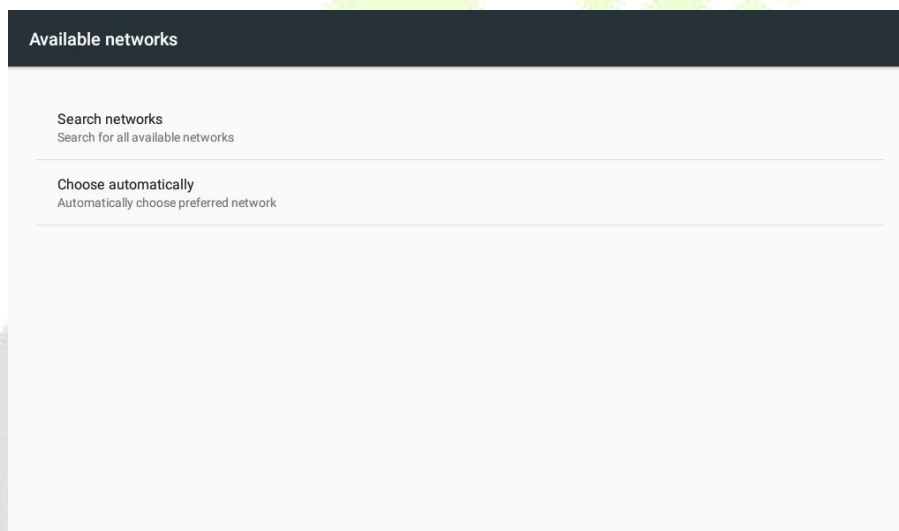 Available networks
Search networks
Search for all available networks
Choose automatically
Automatically choose preferred network